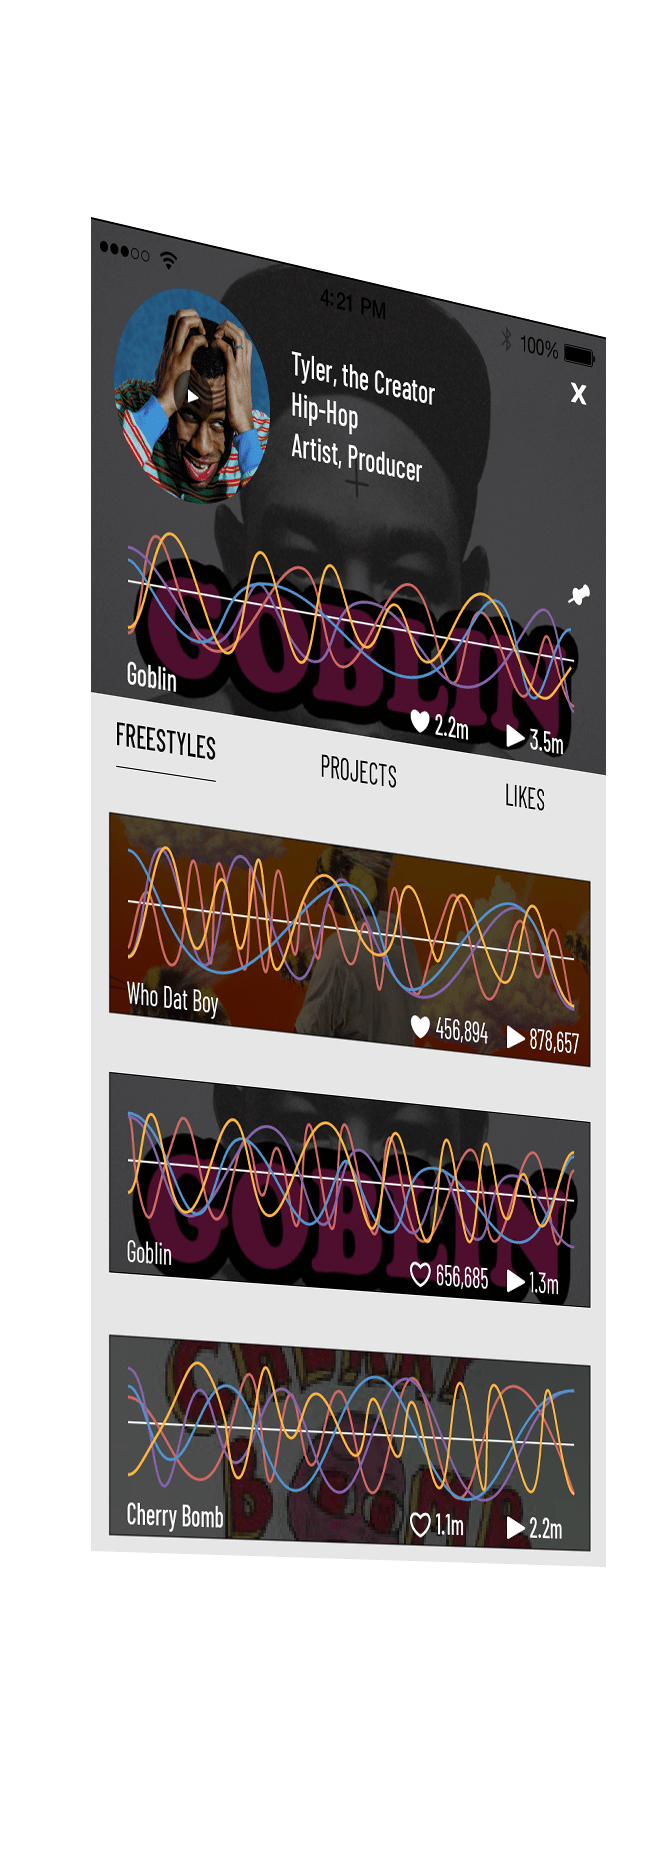 4:21 PM
100%
Tyler, the Creator
Hip-Hop
Artist, Producer
X
GOBLIN
Goblin
2.2m
3.5m
FREESTYLES
PROJECTS
LIKES
Who Dat Boy
456,894
878,657
GOBLIN
Goblin
656,685
1.3m
CHERRY
BOMB
Cherry Bomb
1.1m
2.2m